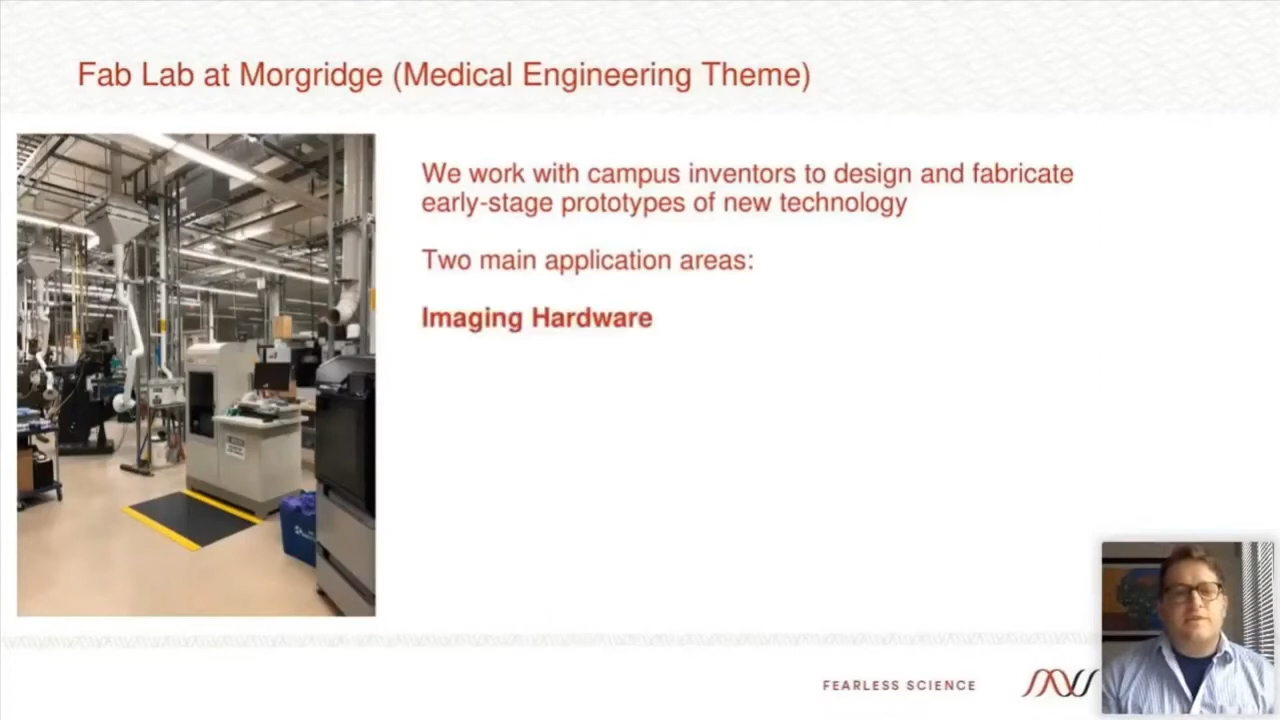 Fab Lab at Morgridge (Medical Engineering Theme)
We work with campus inventors to design and fabricate
early-stage prototypes of new technology
Two main application areas:
Imaging Hardware
FEARLESS SCIENCE